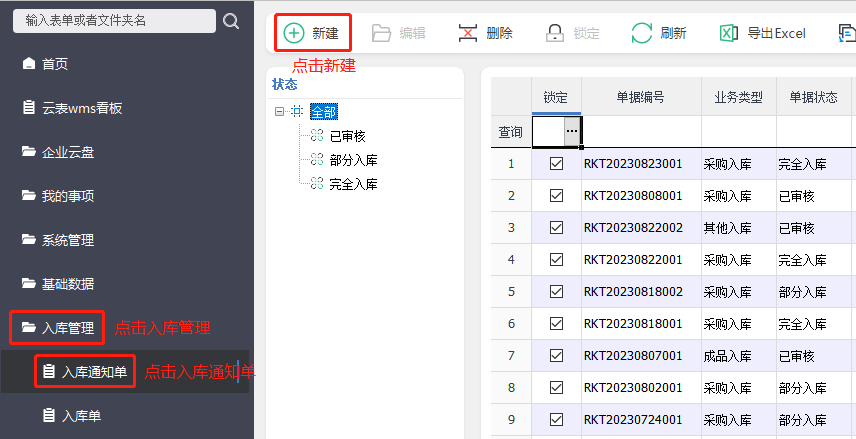 输入表单或者文件夹名
首页
云表wms看板
企业云盘
我的事项
系统管理
基础数据
入库管理 点击入库管理
入库通知单 点击入库通知单
入库单
新建 编辑 删除 锁定 刷新 导出Excel
点击新建
状态
全部
已审核
部分入库
完全入库
锁定 单据编号 业务类型 单据状态
查询 ...
1 RKT20230823001 采购入库 完全入库
2 RKT20230808001 采购入库 已审核
3 RKT20230822002 其他入库 已审核
4 RKT20230822001 采购入库 完全入库
5 RKT20230818002 采购入库 部分入库
6 RKT20230818001 采购入库 完全入库
7 RKT20230807001 成品入库 已审核
8 RKT20230802001 采购入库 部分入库
9 RKT20230724001 采购入库 部分入库